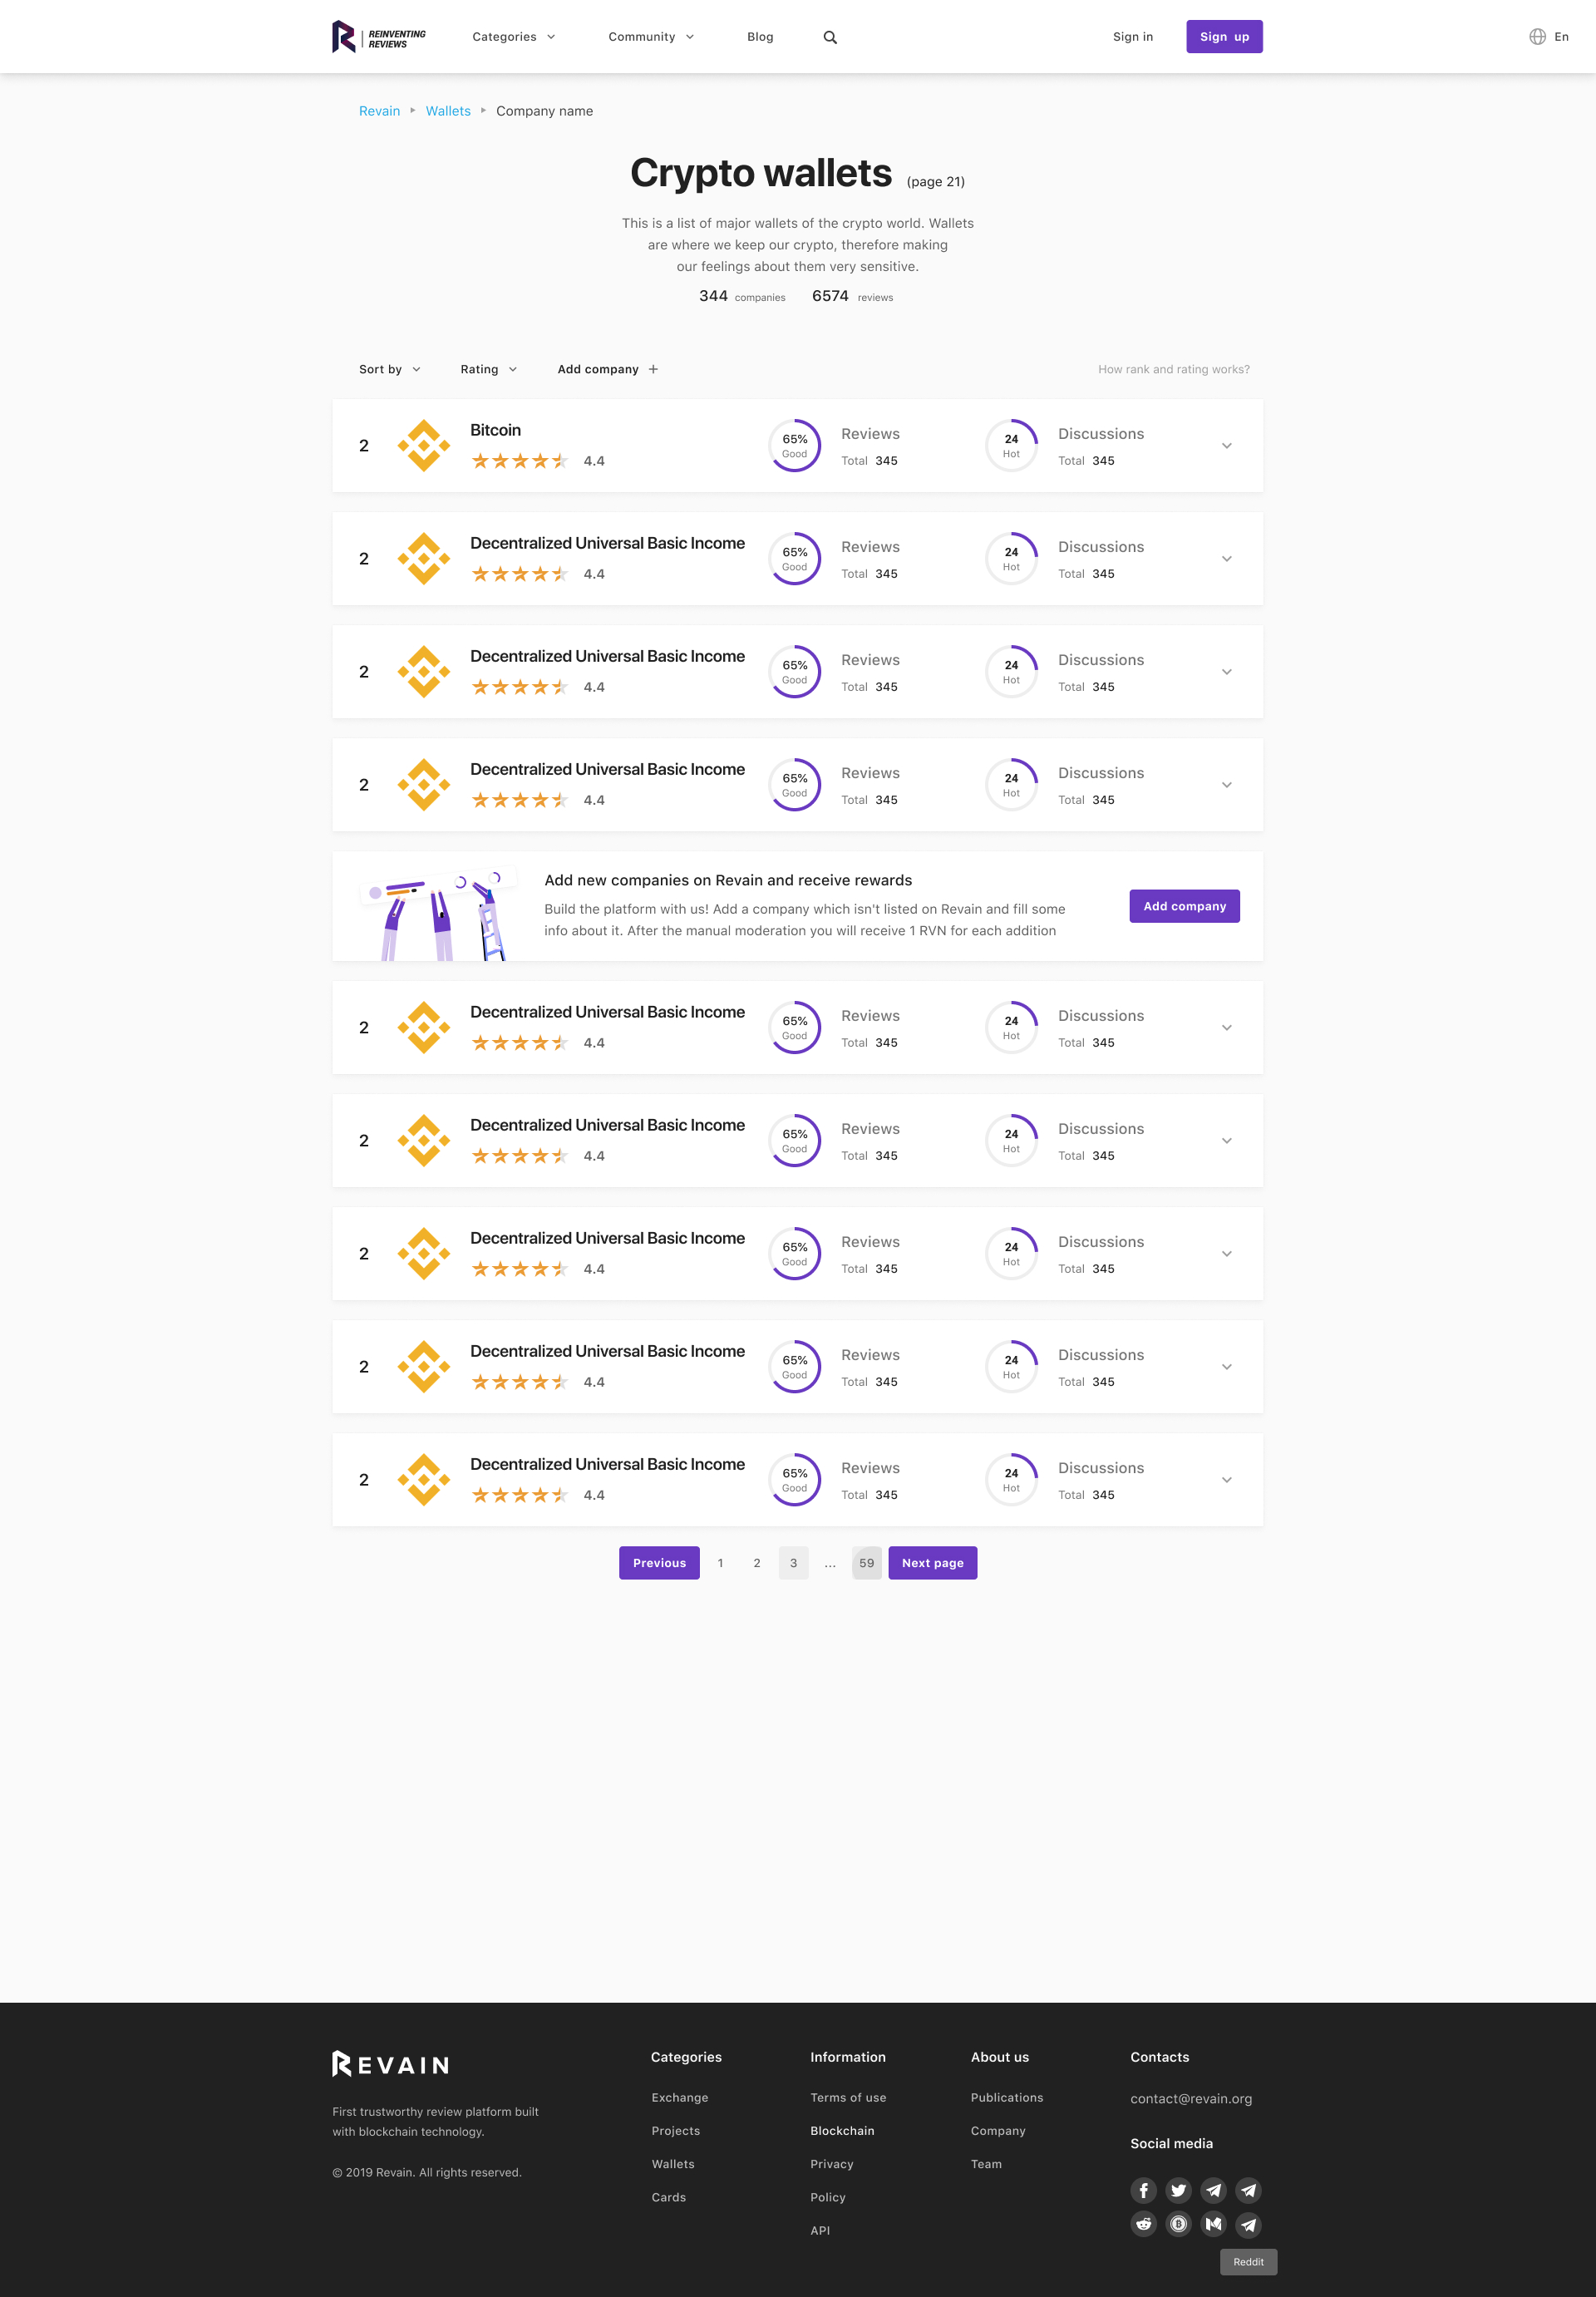 REINVENTING
REVIEWS
Categories
Community
Blog
Sign in
Sign up
En
Revain
Wallets
Company name
Crypto wallets (page 21)
This is a list of major wallets of the crypto world. Wallets
are where we keep our crypto, therefore making
our feelings about them very sensitive.
344 companies 6574 reviews
Sort by
Rating
Add company
How rank and rating works?
2
Bitcoin
4.4
65%
Good
Reviews
Total 345
24
Hot
Discussions
Total 345
2
Decentralized Universal Basic Income
4.4
65%
Good
Reviews
Total 345
24
Hot
Discussions
Total 345
2
Decentralized Universal Basic Income
4.4
65%
Good
Reviews
Total 345
24
Hot
Discussions
Total 345
2
Decentralized Universal Basic Income
4.4
65%
Good
Reviews
Total 345
24
Hot
Discussions
Total 345
Add new companies on Revain and receive rewards
Build the platform with us! Add a company which isn't listed on Revain and fill some
info about it. After the manual moderation you will receive 1 RVN for each addition
Add company
2
Decentralized Universal Basic Income
4.4
65%
Good
Reviews
Total 345
24
Hot
Discussions
Total 345
2
Decentralized Universal Basic Income
4.4
65%
Good
Reviews
Total 345
24
Hot
Discussions
Total 345
2
Decentralized Universal Basic Income
4.4
65%
Good
Reviews
Total 345
24
Hot
Discussions
Total 345
2
Decentralized Universal Basic Income
4.4
65%
Good
Reviews
Total 345
24
Hot
Discussions
Total 345
2
Decentralized Universal Basic Income
4.4
65%
Good
Reviews
Total 345
24
Hot
Discussions
Total 345
Previous 1 2 3 ... 59 Next page
REVAIN
First trustworthy review platform built
with blockchain technology.
© 2019 Revain. All rights reserved.
Categories
Exchange
Projects
Wallets
Cards
Information
Terms of use
Blockchain
Privacy
Policy
API
About us
Publications
Company
Team
Contacts
contact@revain.org
Social media
Reddit